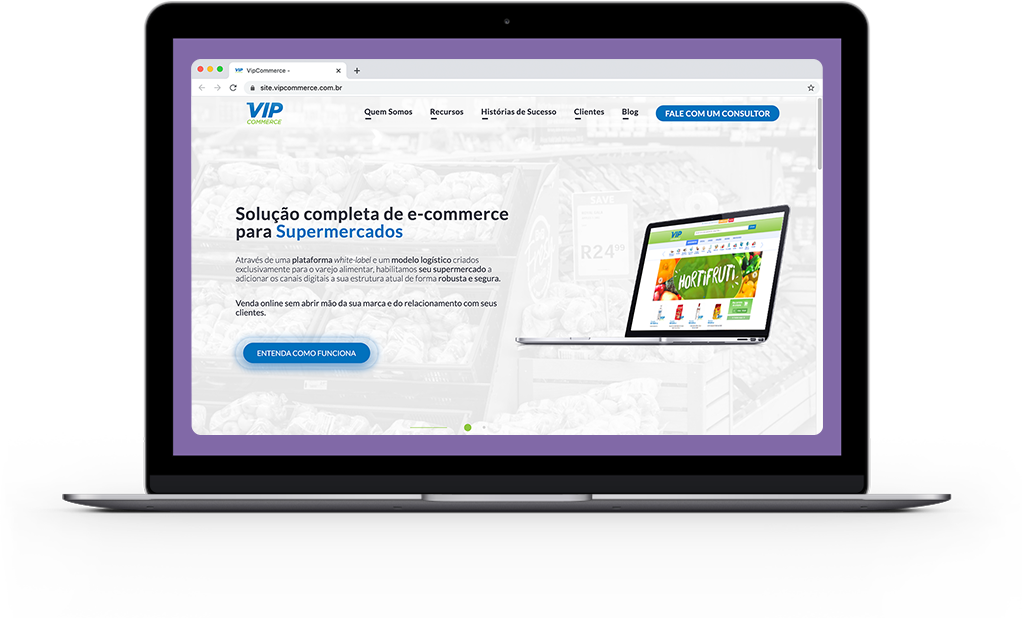 VIP VipCommerce -
site.vipcommerce.com.br
VIP
COMMERCE
Quem Somos Recursos Histórias de Sucesso Clientes Blog FALE COM UM CONSULTOR
SAVE
R24⁹⁹
Solução completa de e-commerce
para Supermercados
Através de uma plataforma white-label e um modelo logístico criados
exclusivamente para o varejo alimentar, habilitamos seu supermercado a
adicionar os canais digitais a sua estrutura atual de forma robusta e segura.
Venda online sem abrir mão da sua marca e do relacionamento com seus
clientes.
ENTENDA COMO FUNCIONA
VIP
HORTIFRUTI